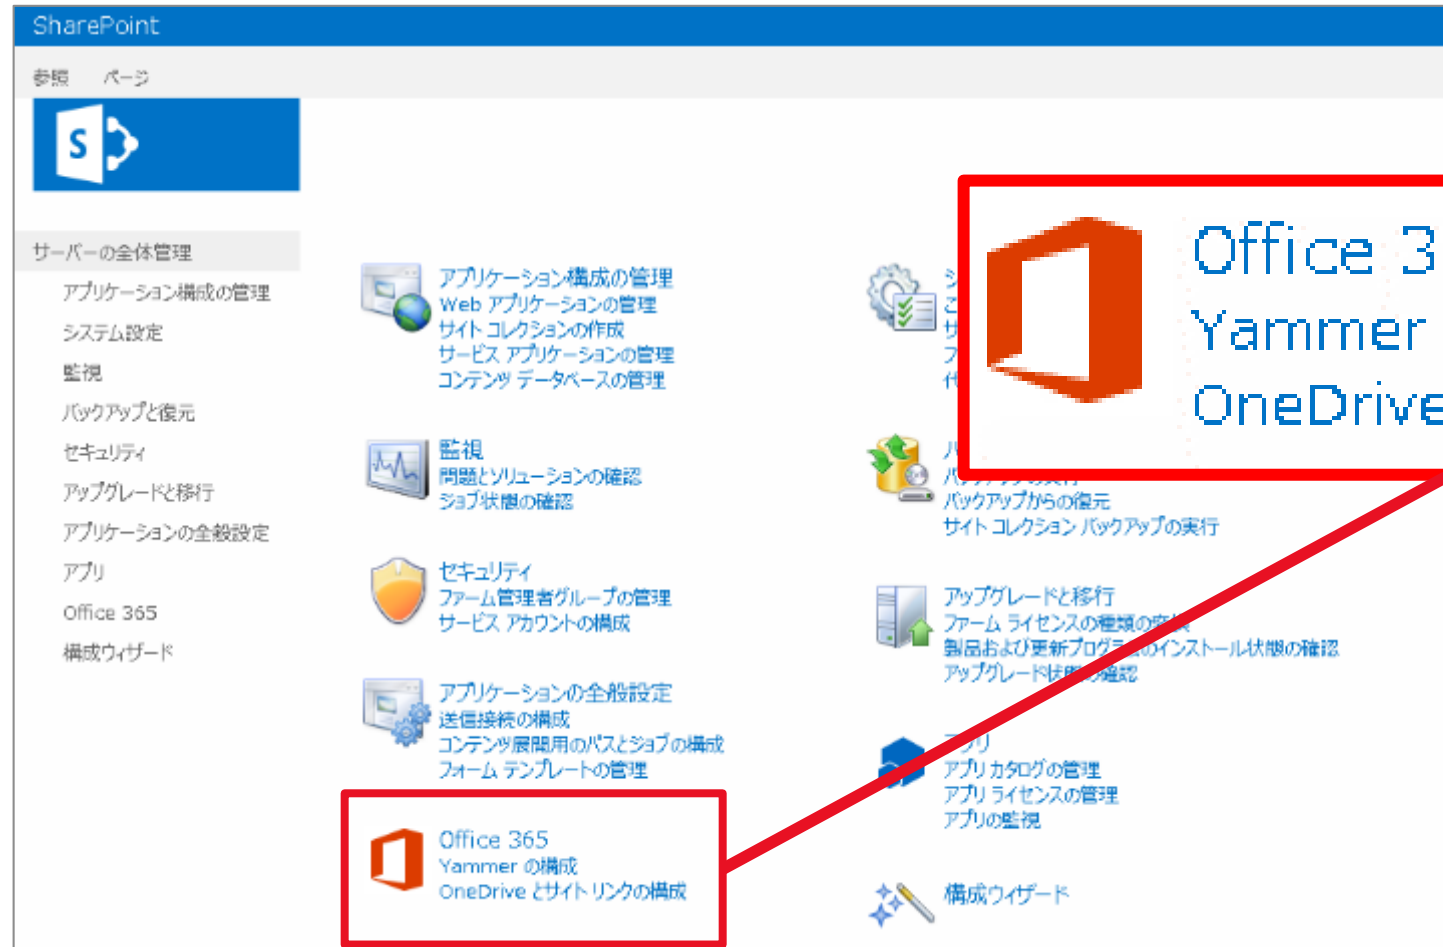 SharePoint
参照 ページ
サーバーの全体管理
アプリケーション構成の管理
システム設定
監視
バックアップと復元
セキュリティ
アップグレードと移行
アプリケーションの全般設定
アプリ
Office 365
構成ウィザード
アプリケーション構成の管理
Web アプリケーションの管理
サイト コレクションの作成
サービス アプリケーションの管理
コンテンツ データベースの管理
監視
問題とソリューションの確認
ジョブ状態の確認
セキュリティ
ファーム管理者グループの管理
サービス アカウントの構成
アプリケーションの全般設定
送信接続の構成
コンテンツ展開用のパスとジョブの構成
フォーム テンプレートの管理
Office 365
Yammer の構成
OneDrive とサイト リンクの構成
バックアップからの復元
サイト コレクション バックアップの実行
アップグレードと移行
ファーム ライセンスの種類の変換
製品および更新プログラムのインストール状態の確認
アップグレード状態の確認
アプリ
アプリ カタログの管理
アプリ ライセンスの管理
アプリの監視
構成ウィザード
Office 3
Yammer
OneDrive